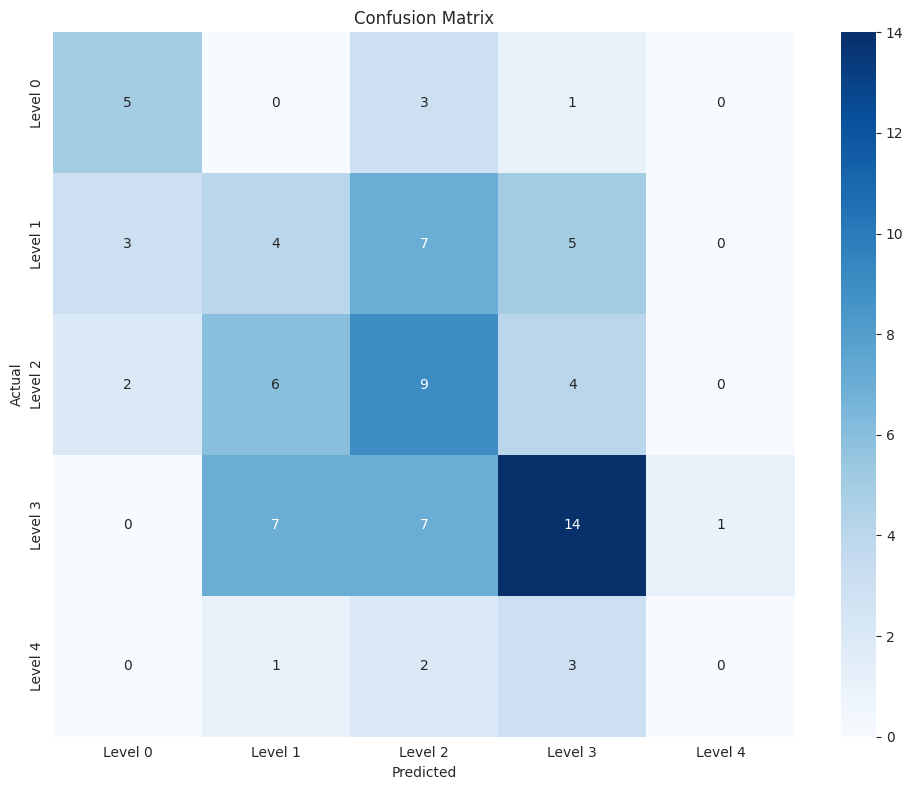 Confusion Matrix
Level 0 5 0 3 1 0
Level 1 3 4 7 5 0
Level 2 2 6 9 4 0
Level 3 0 7 7 14 1
Level 4 0 1 2 3 0
Actual
Level 0 Level 1 Level 2 Level 3 Level 4
Predicted
14
12
10
8
6
4
2
0